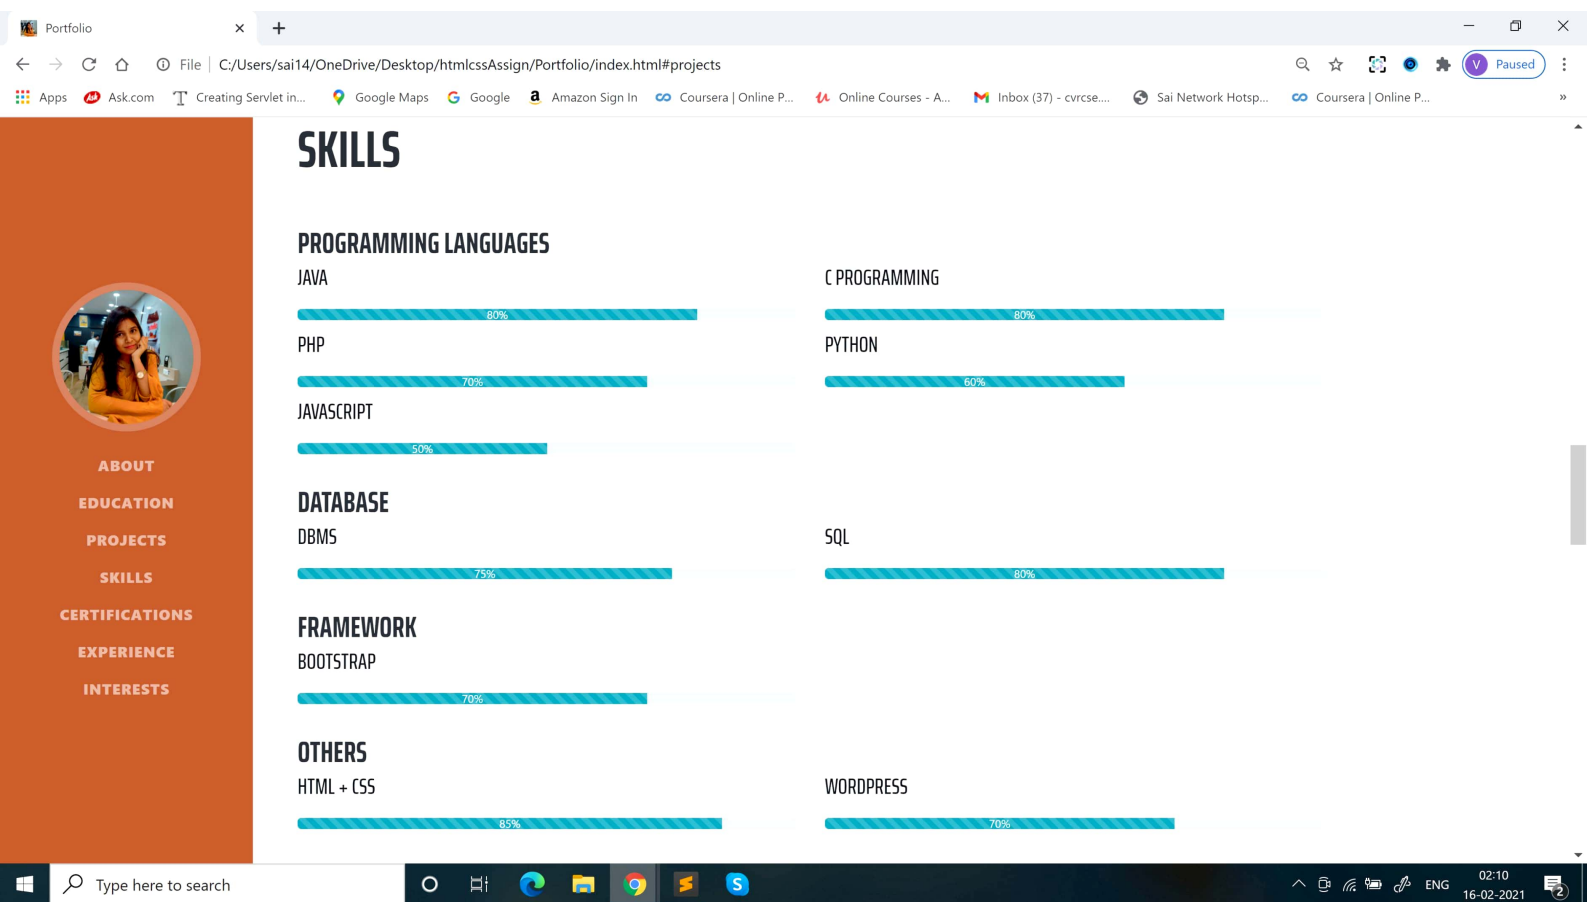 Portfolio
File C:/Users/sai14/OneDrive/Desktop/htmlcssAssign/Portfolio/index.html#projects V Paused
Apps Ask Ask.com Creating Servlet in... Google Maps Google Amazon Sign In Coursera | Online P... Online Courses - A... Inbox (37) - cvrcse.... Sai Network Hotsp... Coursera | Online P... »
SKILLS
PROGRAMMING LANGUAGES
JAVA C PROGRAMMING
80% 80%
PHP PYTHON
70% 60%
JAVASCRIPT
50%
DATABASE
DBMS SQL
75% 80%
FRAMEWORK
BOOTSTRAP
70%
OTHERS
HTML + CSS WORDPRESS
85% 70%
ABOUT
EDUCATION
PROJECTS
SKILLS
CERTIFICATIONS
EXPERIENCE
INTERESTS
Type here to search
ENG
02:10
16-02-2021
2